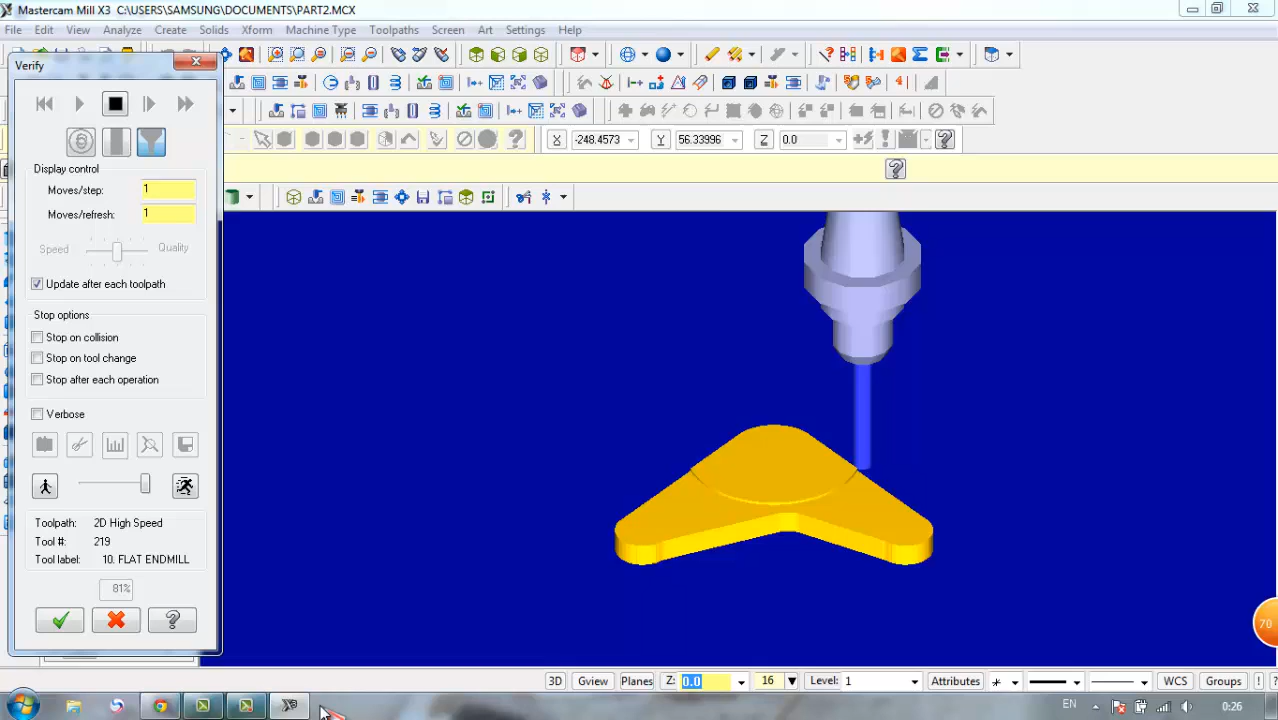 Mastercam Mill X3 C:\USERS\SAMSUNG\DOCUMENTS\PART2.MCX
File Edit View Analyze Create Solids Xform Machine Type Toolpaths Screen Art Settings Help
Verify
X -248.4573 Y 56.33996 Z 0.0
Display control
Moves/step: 1
Moves/refresh: 1
Speed Quality
Update after each toolpath
Stop options
Stop on collision
Stop on tool change
Stop after each operation
Verbose
Toolpath: 2D High Speed
Tool #: 219
Tool label: 10. FLAT ENDMILL
81%
70
3D Gview Planes Z: 0.0 16 Level: 1 Attributes WCS Groups ?
EN 0:26